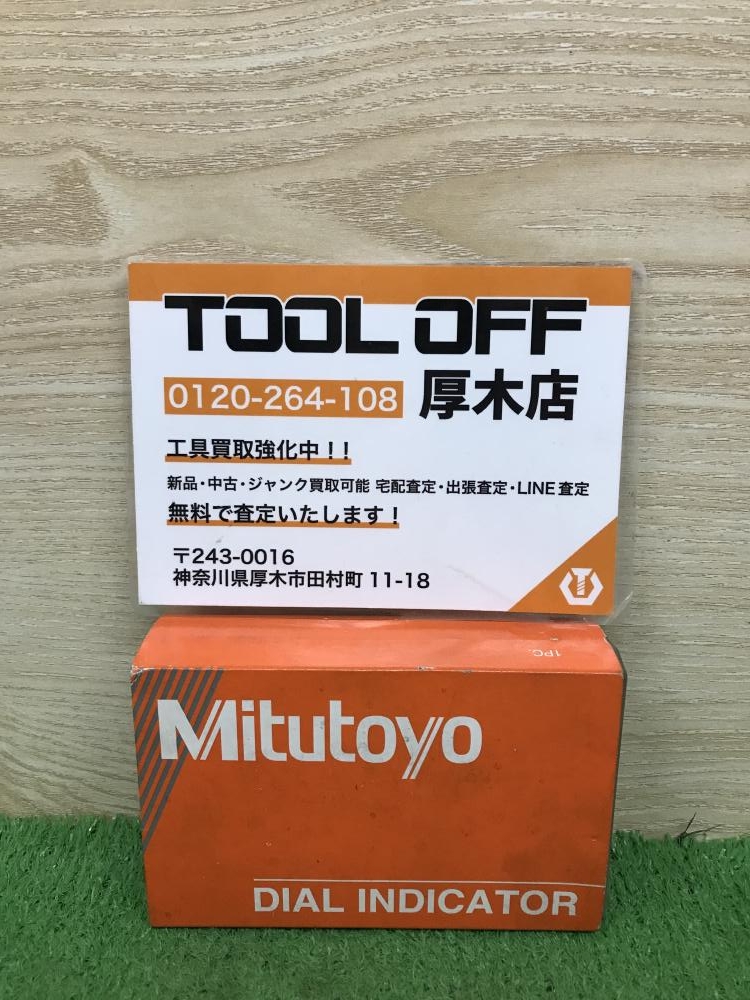 TOOL OFF
0120-264-108 厚木店
工具買取強化中！！
新品・中古・ジャンク買取可能 宅配査定・出張査定・LINE査定
無料で査定いたします！
〒243-0016
神奈川県厚木市田村町 11-18
1PC.
Mitutoyo
DIAL INDICATOR